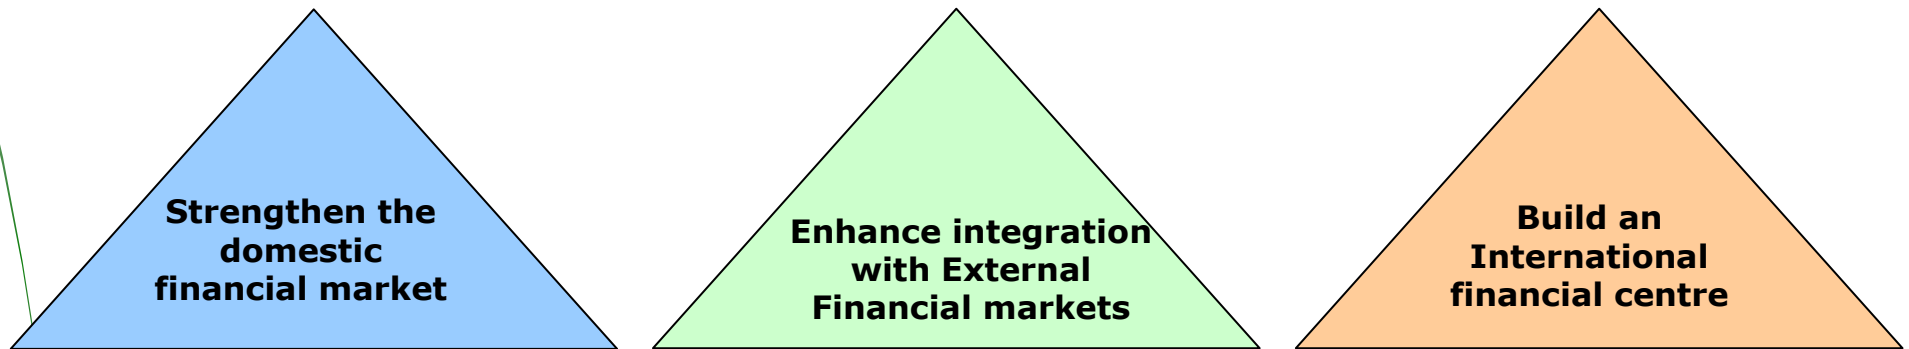 Strengthen the
domestic
financial market
Enhance integration
with External
Financial markets
Build an
International
financial centre